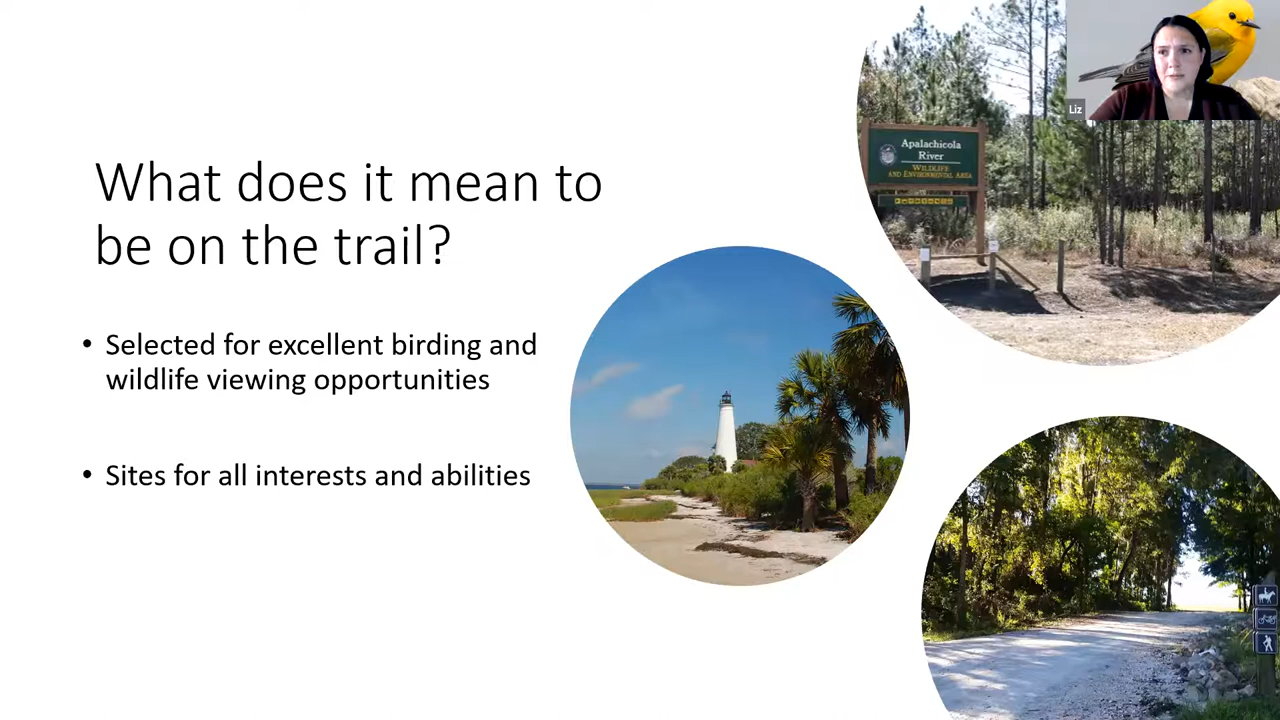 What does it mean to
be on the trail?
• Selected for excellent birding and
wildlife viewing opportunities
• Sites for all interests and abilities
Apalachicola
River
WILDLIFE
AND ENVIRONMENTAL AREA
Liz